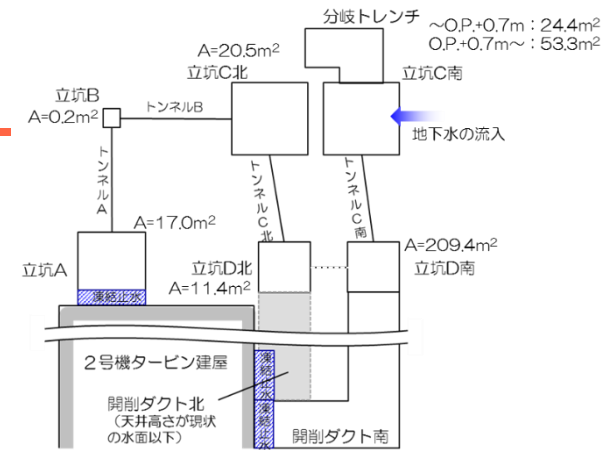 分岐トレンチ
～O.P.+0.7m：24.4m²
O.P.+0.7m～：53.3m²
A=20.5m²
立坑C北
立坑C南
立坑B
A=0.2m²
トンネルB
地下水の流入
トンネルA
トンネルC北
トンネルC南
A=17.0m²
立坑A
凍結止水
立坑D北
A=11.4m²
A=209.4m²
立坑D南
２号機タービン建屋
凍結止水
開削ダクト北
（天井高さが現状
の水面以下）
凍結止水
開削ダクト南